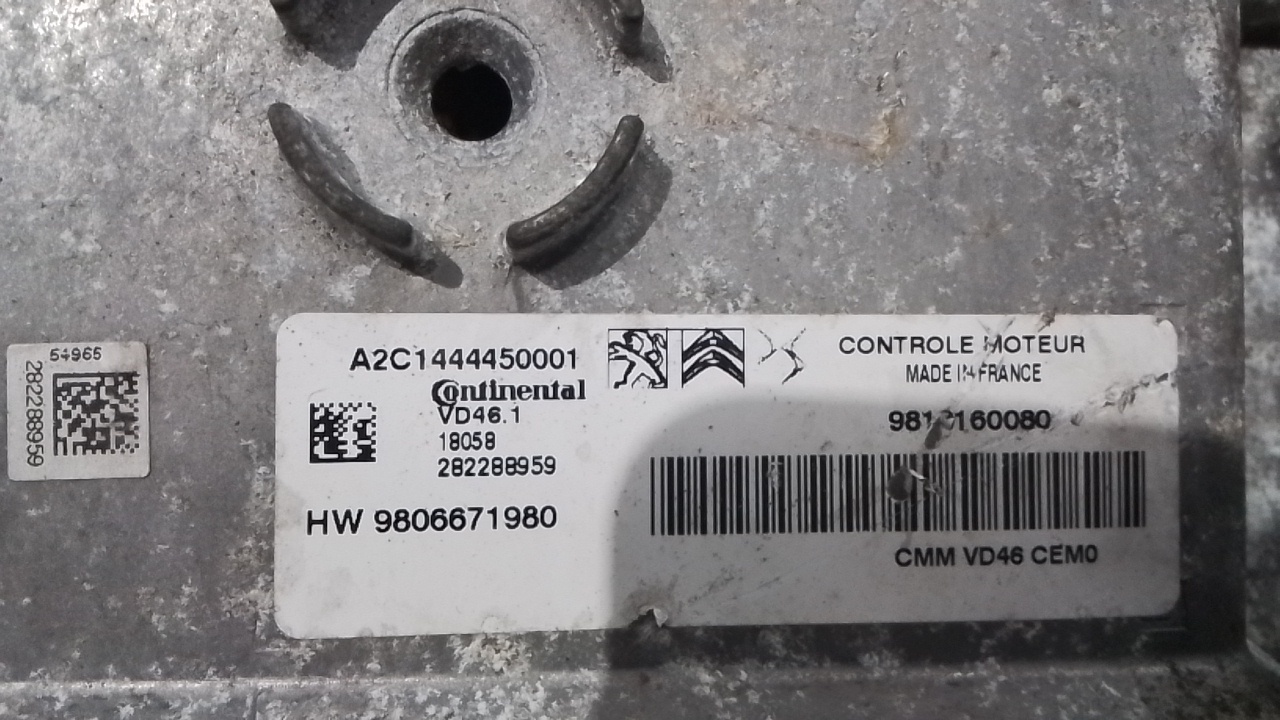 54965
282288959
A2C1444450001
Continental
VD46.1
18058
282288959
HW 9806671980
CONTROLE MOTEUR
MADE IN FRANCE
CMM VD46 CEM0